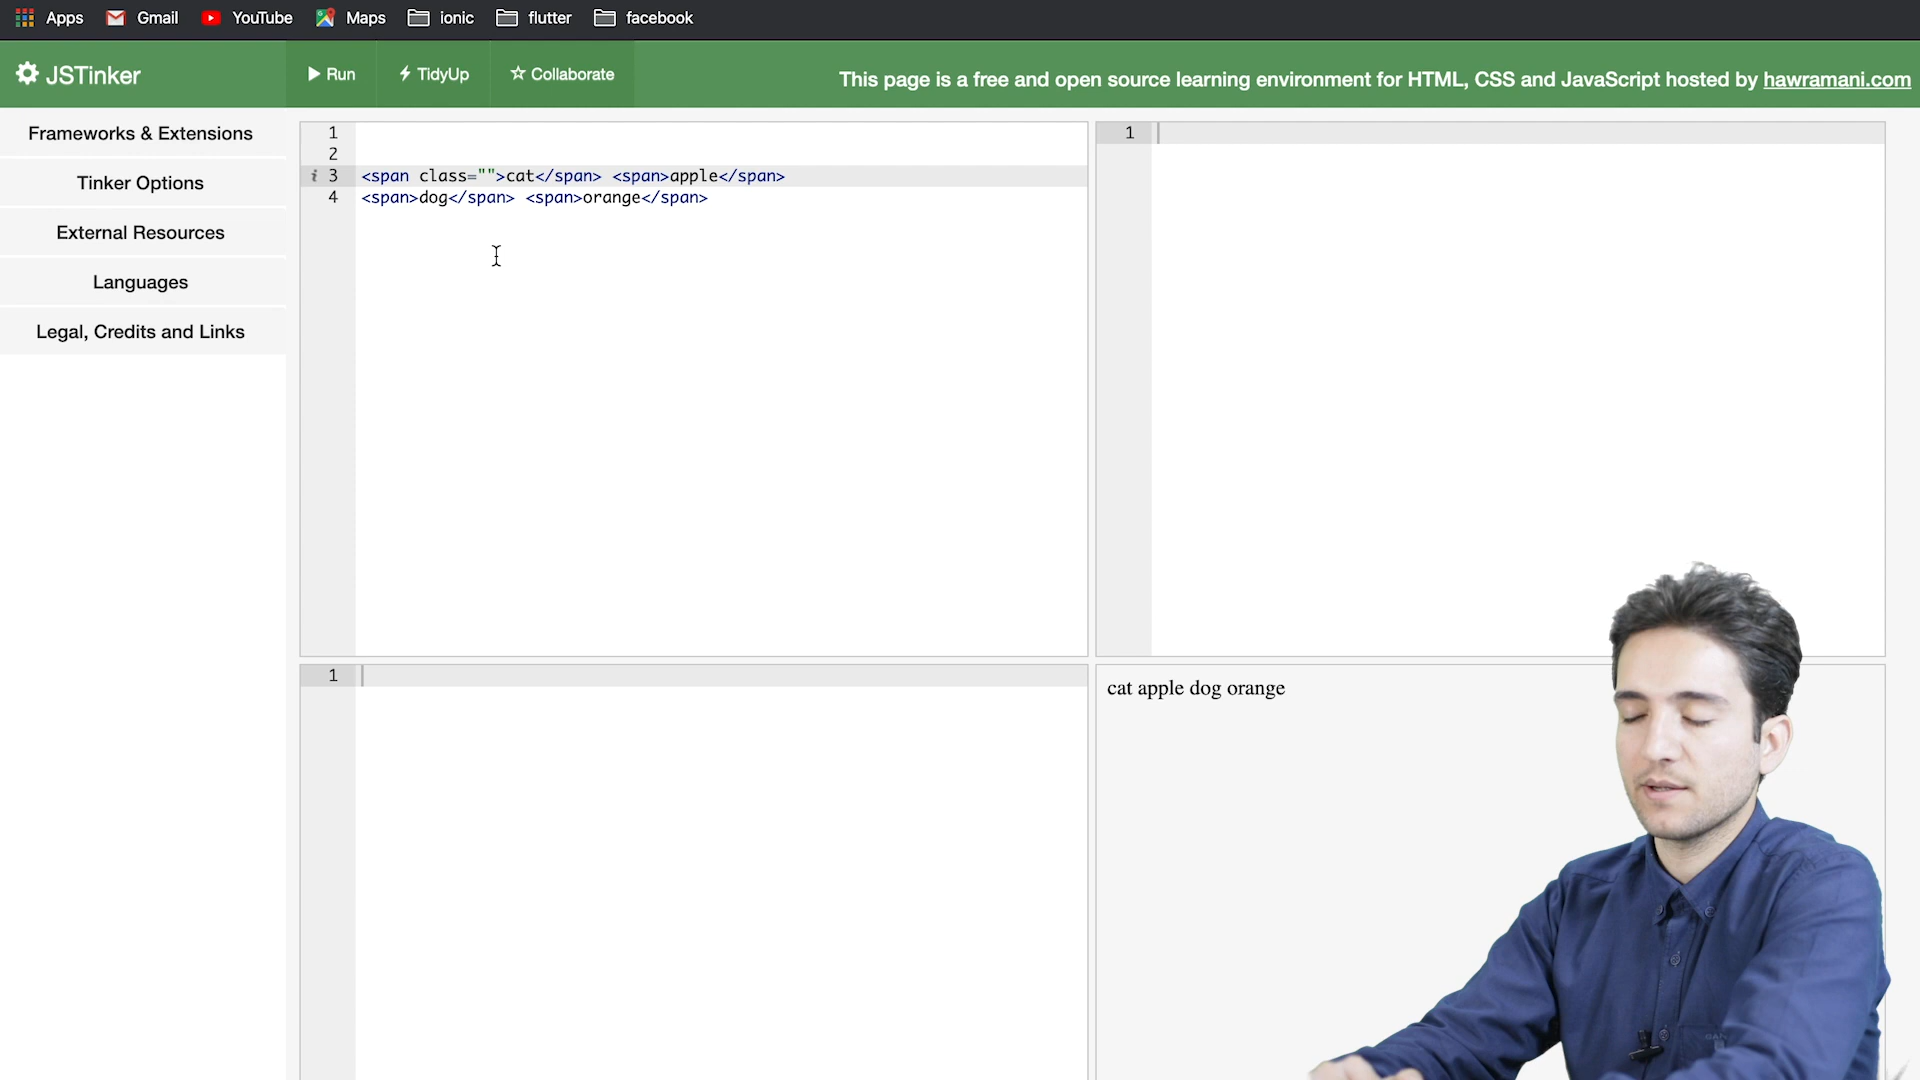 Apps Gmail YouTube Maps ionic flutter facebook
JSTinker Run TidyUp Collaborate This page is a free and open source learning environment for HTML, CSS and JavaScript hosted by hawramani.com
Frameworks & Extensions
Tinker Options
External Resources
Languages
Legal, Credits and Links
1
2
i 3 <span class="">cat</span> <span>apple</span>
4 <span>dog</span> <span>orange</span>
1
1
cat apple dog orange